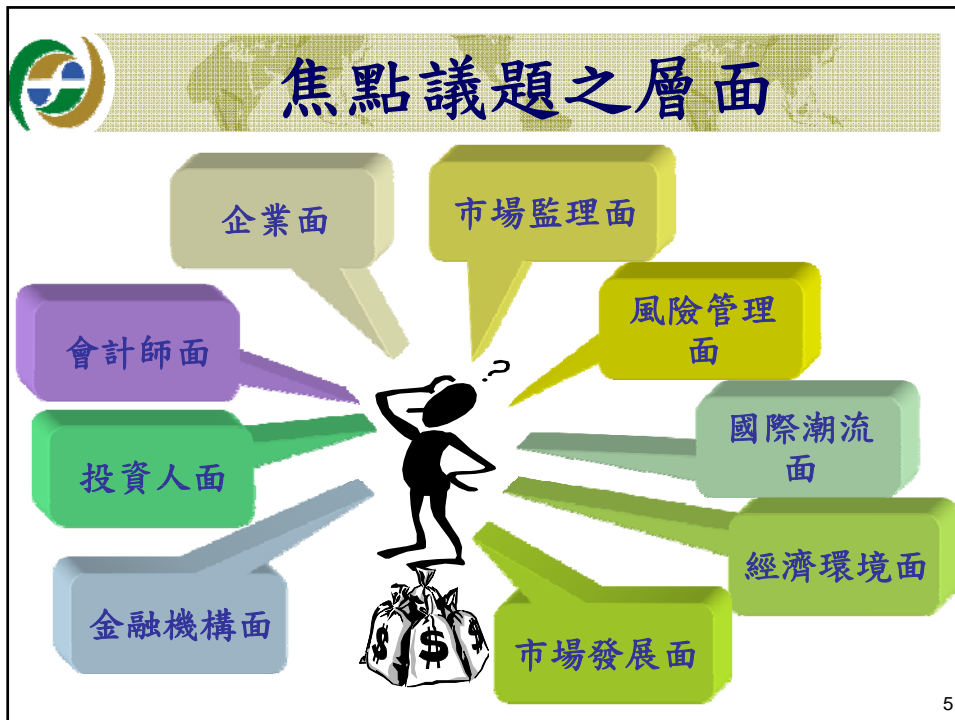 焦點議題之層面
企業面
市場監理面
風險管理
面
會計師面
國際潮流
面
投資人面
經濟環境面
金融機構面
市場發展面
?
$
$
$
5